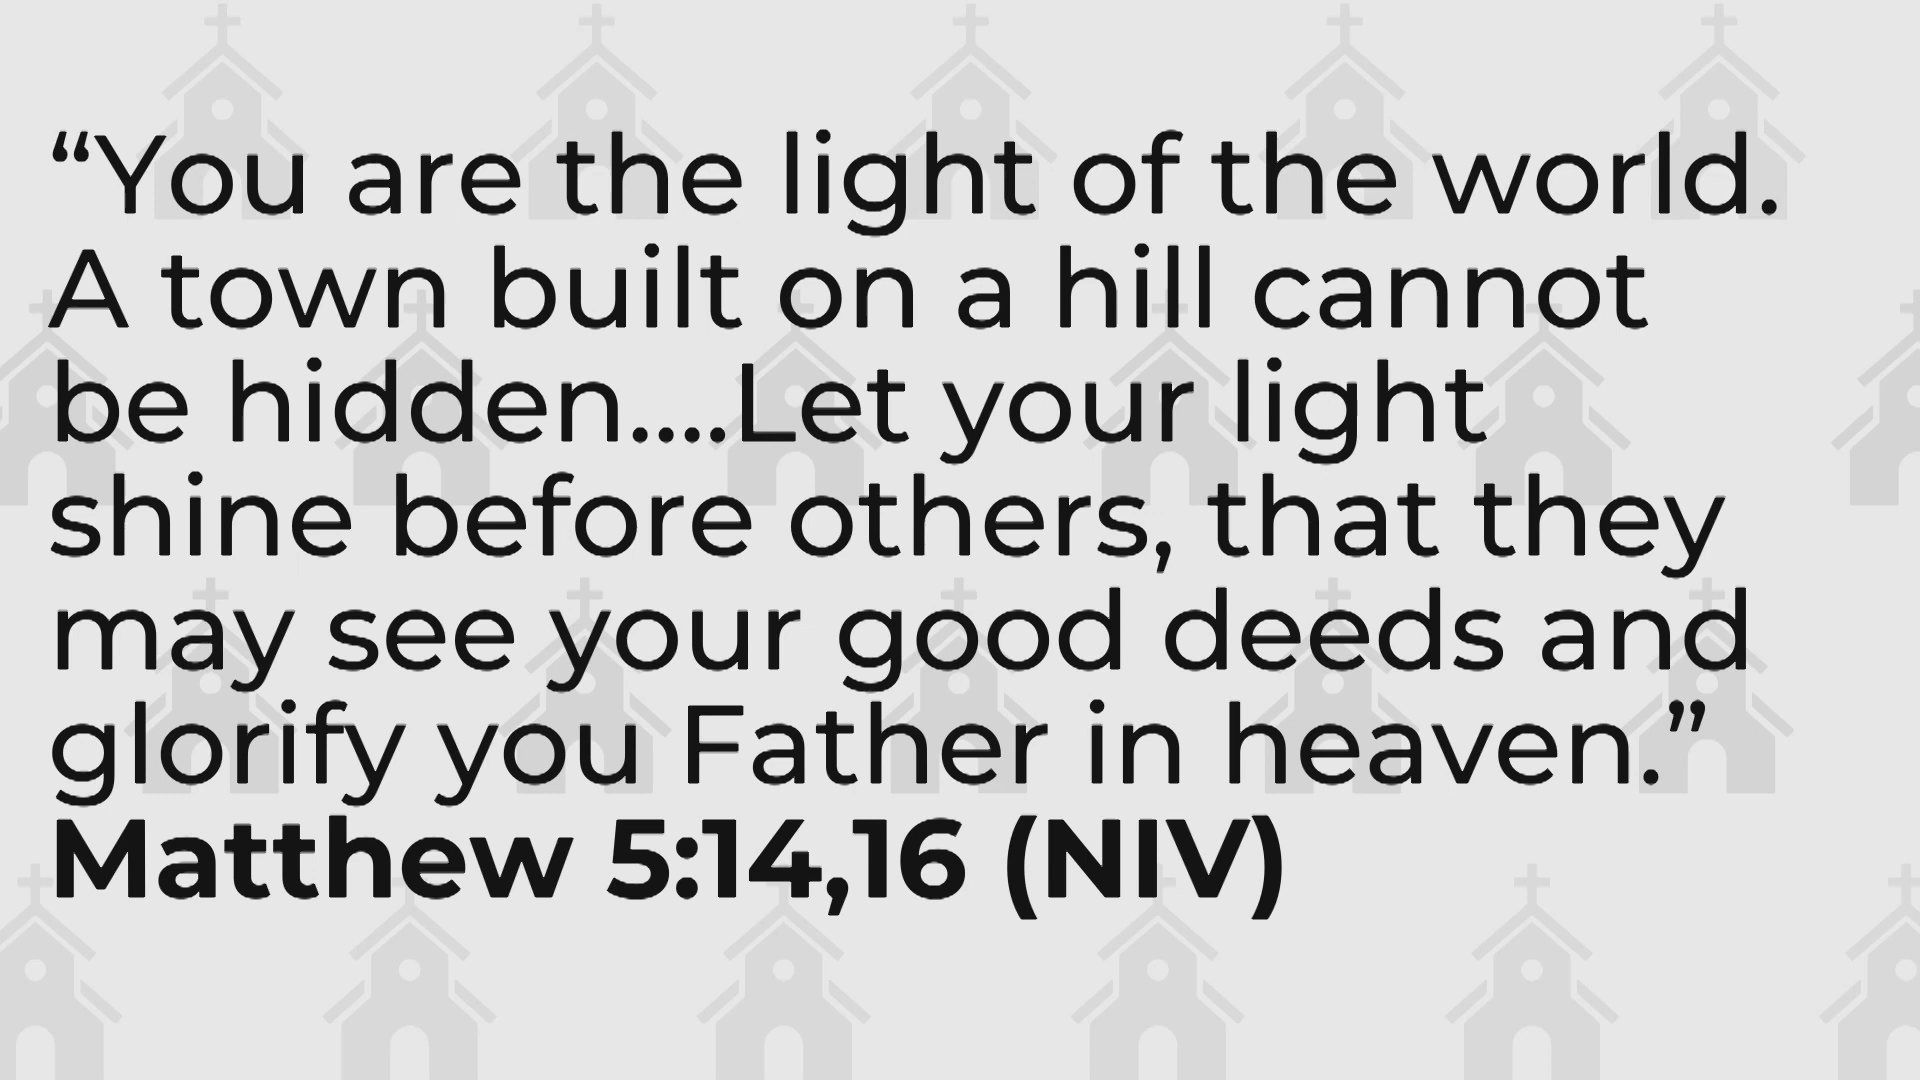 “You are the light of the world.
A town built on a hill cannot
be hidden....Let your light
shine before others, that they
may see your good deeds and
glorify you Father in heaven.”
Matthew 5:14,16 (NIV)